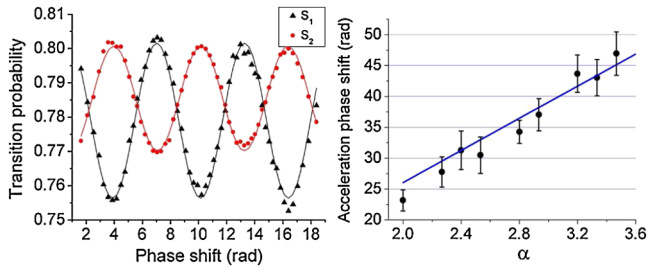 0.81
0.80
0.79
0.78
0.77
0.76
0.75
Transition probability
S₁
S₂
2 4 6 8 10 12 14 16 18
Phase shift (rad)
50
45
40
35
30
25
20
Acceleration phase shift (rad)
2.0 2.4 2.8 3.2 3.6
α